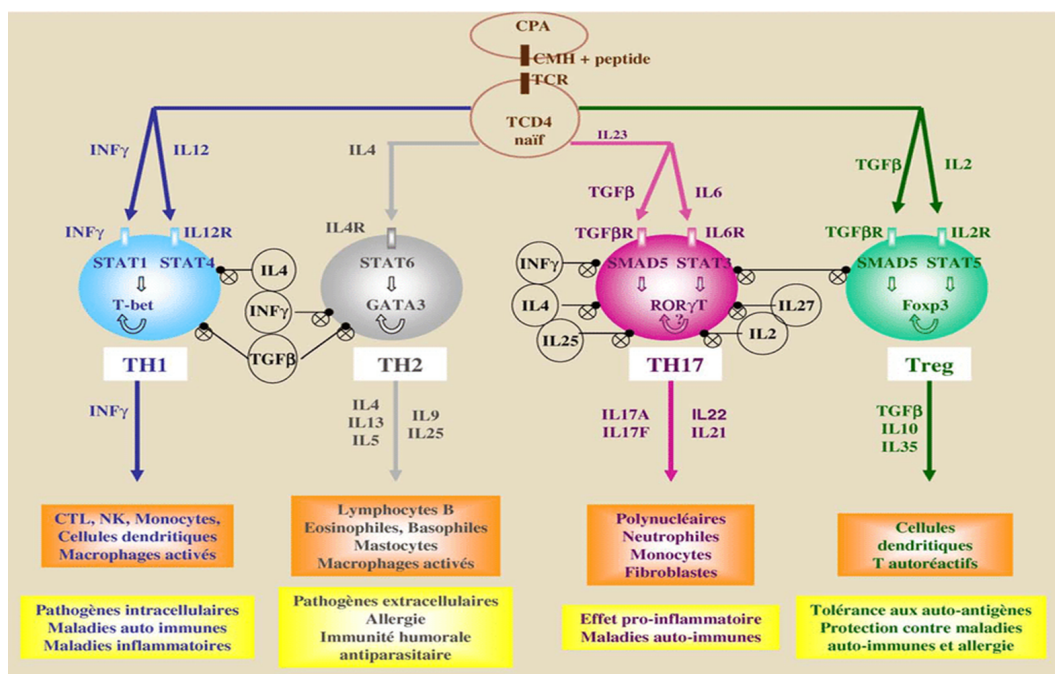 CPA
CMH + peptide
TCR
TCD4
naïf
INFγ
IL12
IL4
IL23
TGFβ
IL6
TGFβ
IL2
INFγ
IL12R
IL4R
TGFβR
IL6R
TGFβR
IL2R
STAT1
STAT4
STAT6
SMAD5
STAT3
SMAD5
STAT5
IL4
INFγ
TGFβ
INFγ
IL4
IL25
IL27
IL2
T-bet
GATA3
RORγT
?
Foxp3
TH1
TH2
TH17
Treg
INFγ
IL4
IL13
IL5
IL9
IL25
IL17A
IL17F
IL22
IL21
TGFβ
IL10
IL35
CTL, NK, Monocytes,
Cellules dendritiques
Macrophages activés
Lymphocytes B
Eosinophiles, Basophiles
Mastocytes
Macrophages activés
Polynucléaires
Neutrophiles
Monocytes
Fibroblastes
Cellules
dendritiques
T autoréactifs
Pathogènes intracellulaires
Maladies auto immunes
Maladies inflammatoires
Pathogènes extracellulaires
Allergie
Immunité humorale
antiparasitaire
Effet pro-inflammatoire
Maladies auto-immunes
Tolérance aux auto-antigènes
Protection contre maladies
auto-immunes et allergie